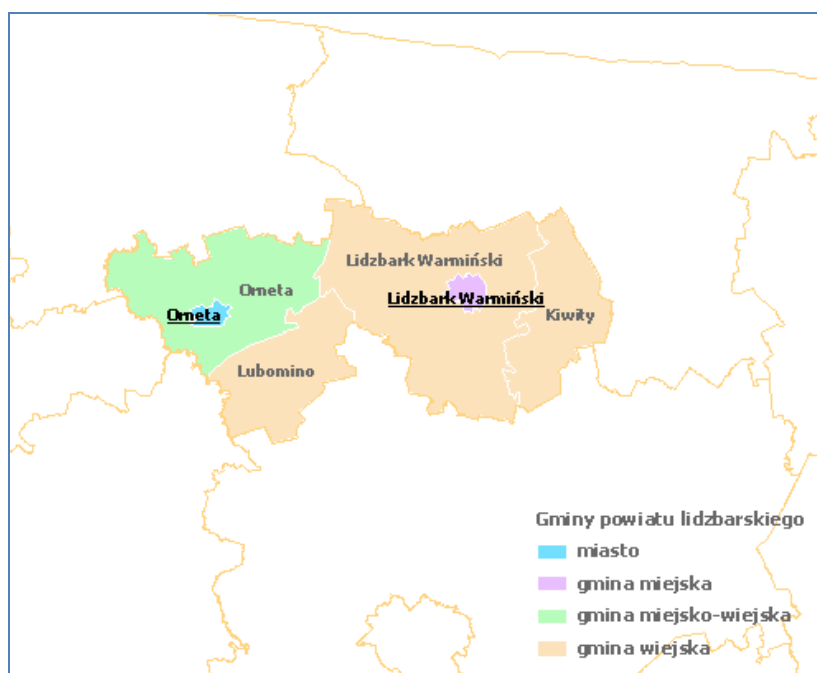 Lidzbark Warmiński
Orneta
Lidzbark Warmiński
Orneta
Kiwity
Lubomino
Gminy powiatu lidzbarskiego
miasto
gmina miejska
gmina miejsko-wiejska
gmina wiejska